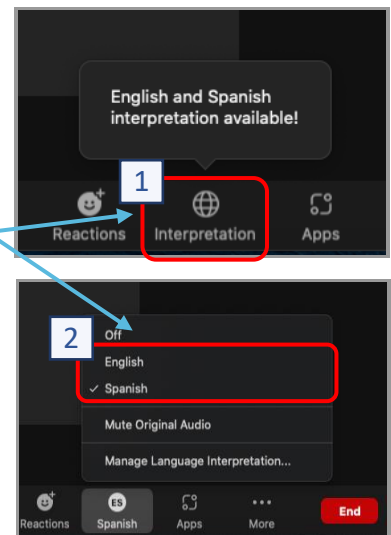 English and Spanish
interpretation available!
1
Reactions Interpretation Apps
2
Off
English
✓ Spanish
Mute Original Audio
Manage Language Interpretation...
ES
Reactions Spanish Apps More End